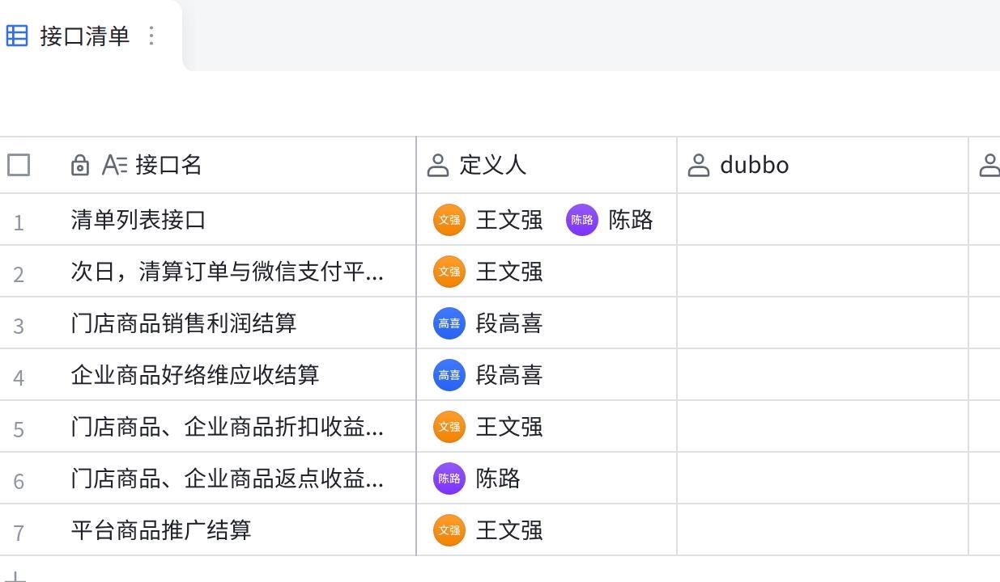 接口清单
接口名 定义人 dubbo
1 清单列表接口 文强 王文强 陈路 陈路
2 次日，清算订单与微信支付平... 文强 王文强
3 门店商品销售利润结算 高喜 段高喜
4 企业商品好络维应收结算 高喜 段高喜
5 门店商品、企业商品折扣收益... 文强 王文强
6 门店商品、企业商品返点收益... 陈路 陈路
7 平台商品推广结算 文强 王文强